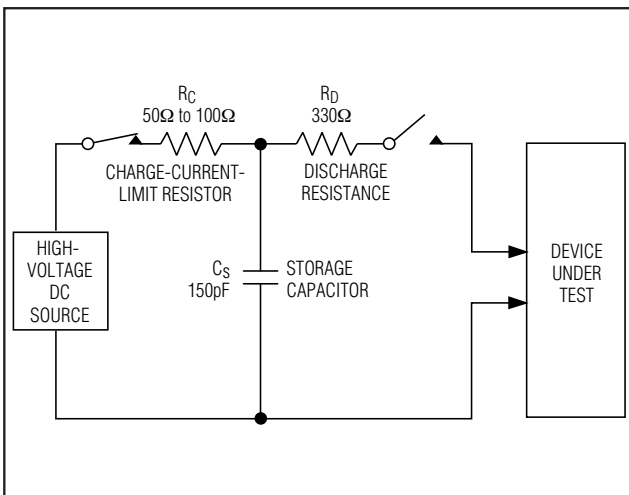 R_C
50Ω to 100Ω
CHARGE-CURRENT-
LIMIT RESISTOR
R_D
330Ω
DISCHARGE
RESISTANCE
HIGH-
VOLTAGE
DC
SOURCE
C_S
150pF
STORAGE
CAPACITOR
DEVICE
UNDER
TEST